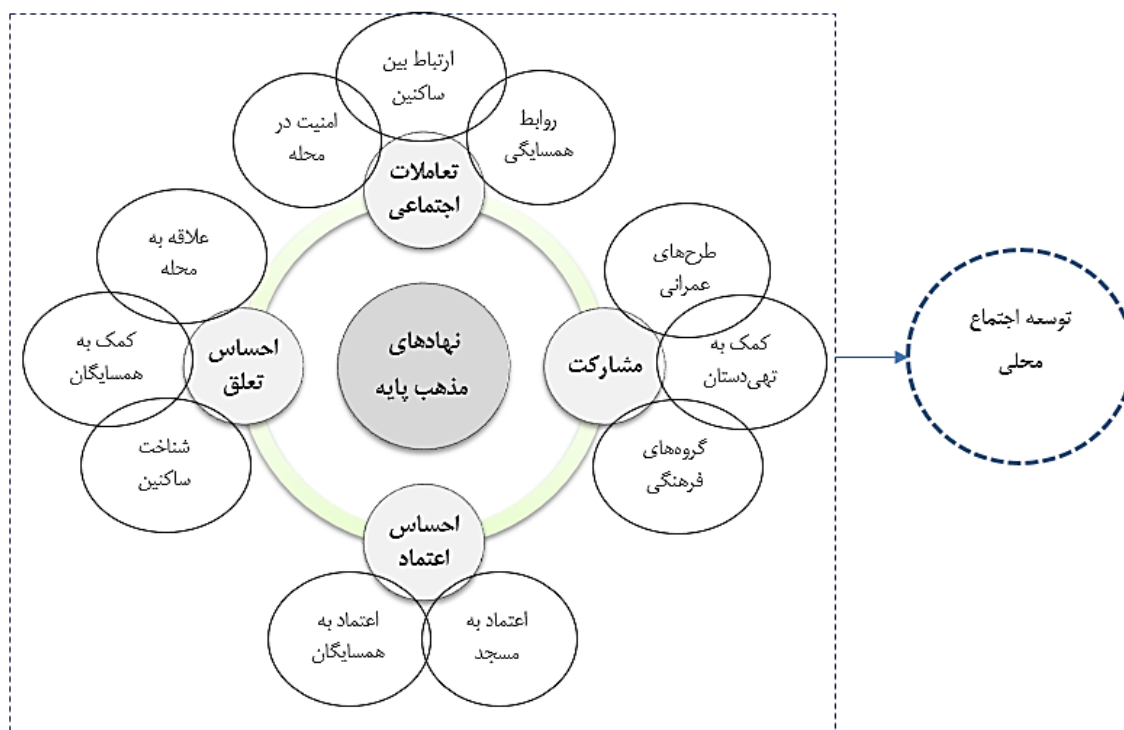 ارتباط بین
ساکنین
روابط
همسایگی
امنیت در
محله
تعاملات
اجتماعی
طرح‌های
عمرانی
کمک به
تهی‌دستان
گروه‌های
فرهنگی
مشارکت
نهادهای
مذهب پایه
احساس
تعلق
علاقه به
محله
کمک به
همسایگان
شناخت
ساکنین
احساس
اعتماد
اعتماد به
مسجد
اعتماد به
همسایگان
توسعه اجتماع
محلی